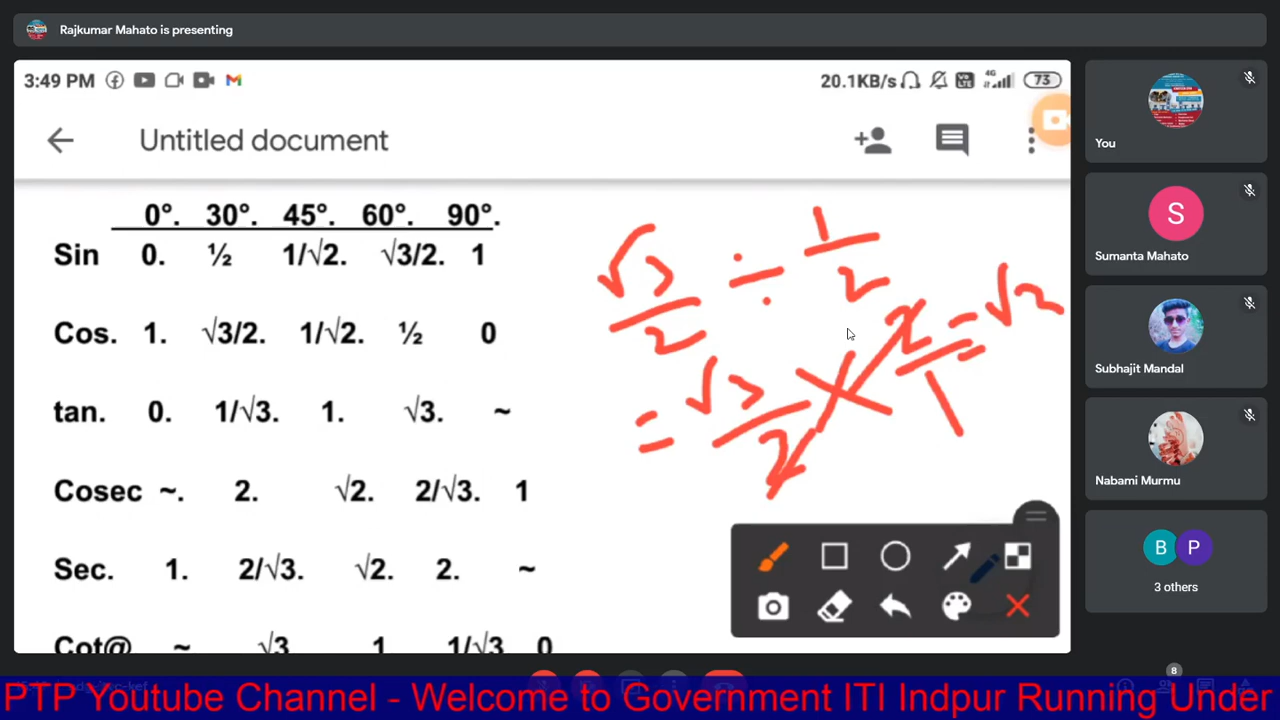 Rajkumar Mahato is presenting
3:49 PM
20.1KB/s
4G
73
Untitled document
0°. 30°. 45°. 60°. 90°.
Sin 0. ½ 1/√2. √3/2. 1
Cos. 1. √3/2. 1/√2. ½ 0
tan. 0. 1/√3. 1. √3. ~
Cosec ~. 2. √2. 2/√3. 1
Sec. 1. 2/√3. √2. 2. ~
Cot@ ~ √3 1 1/√3 0
√3/2 ÷ 1/2
= √3/2 × 2/1 = √2
You
S
Sumanta Mahato
Subhajit Mandal
Nabami Murmu
B P
3 others
8
PTP Youtube Channel - Welcome to Government ITI Indpur Running Under